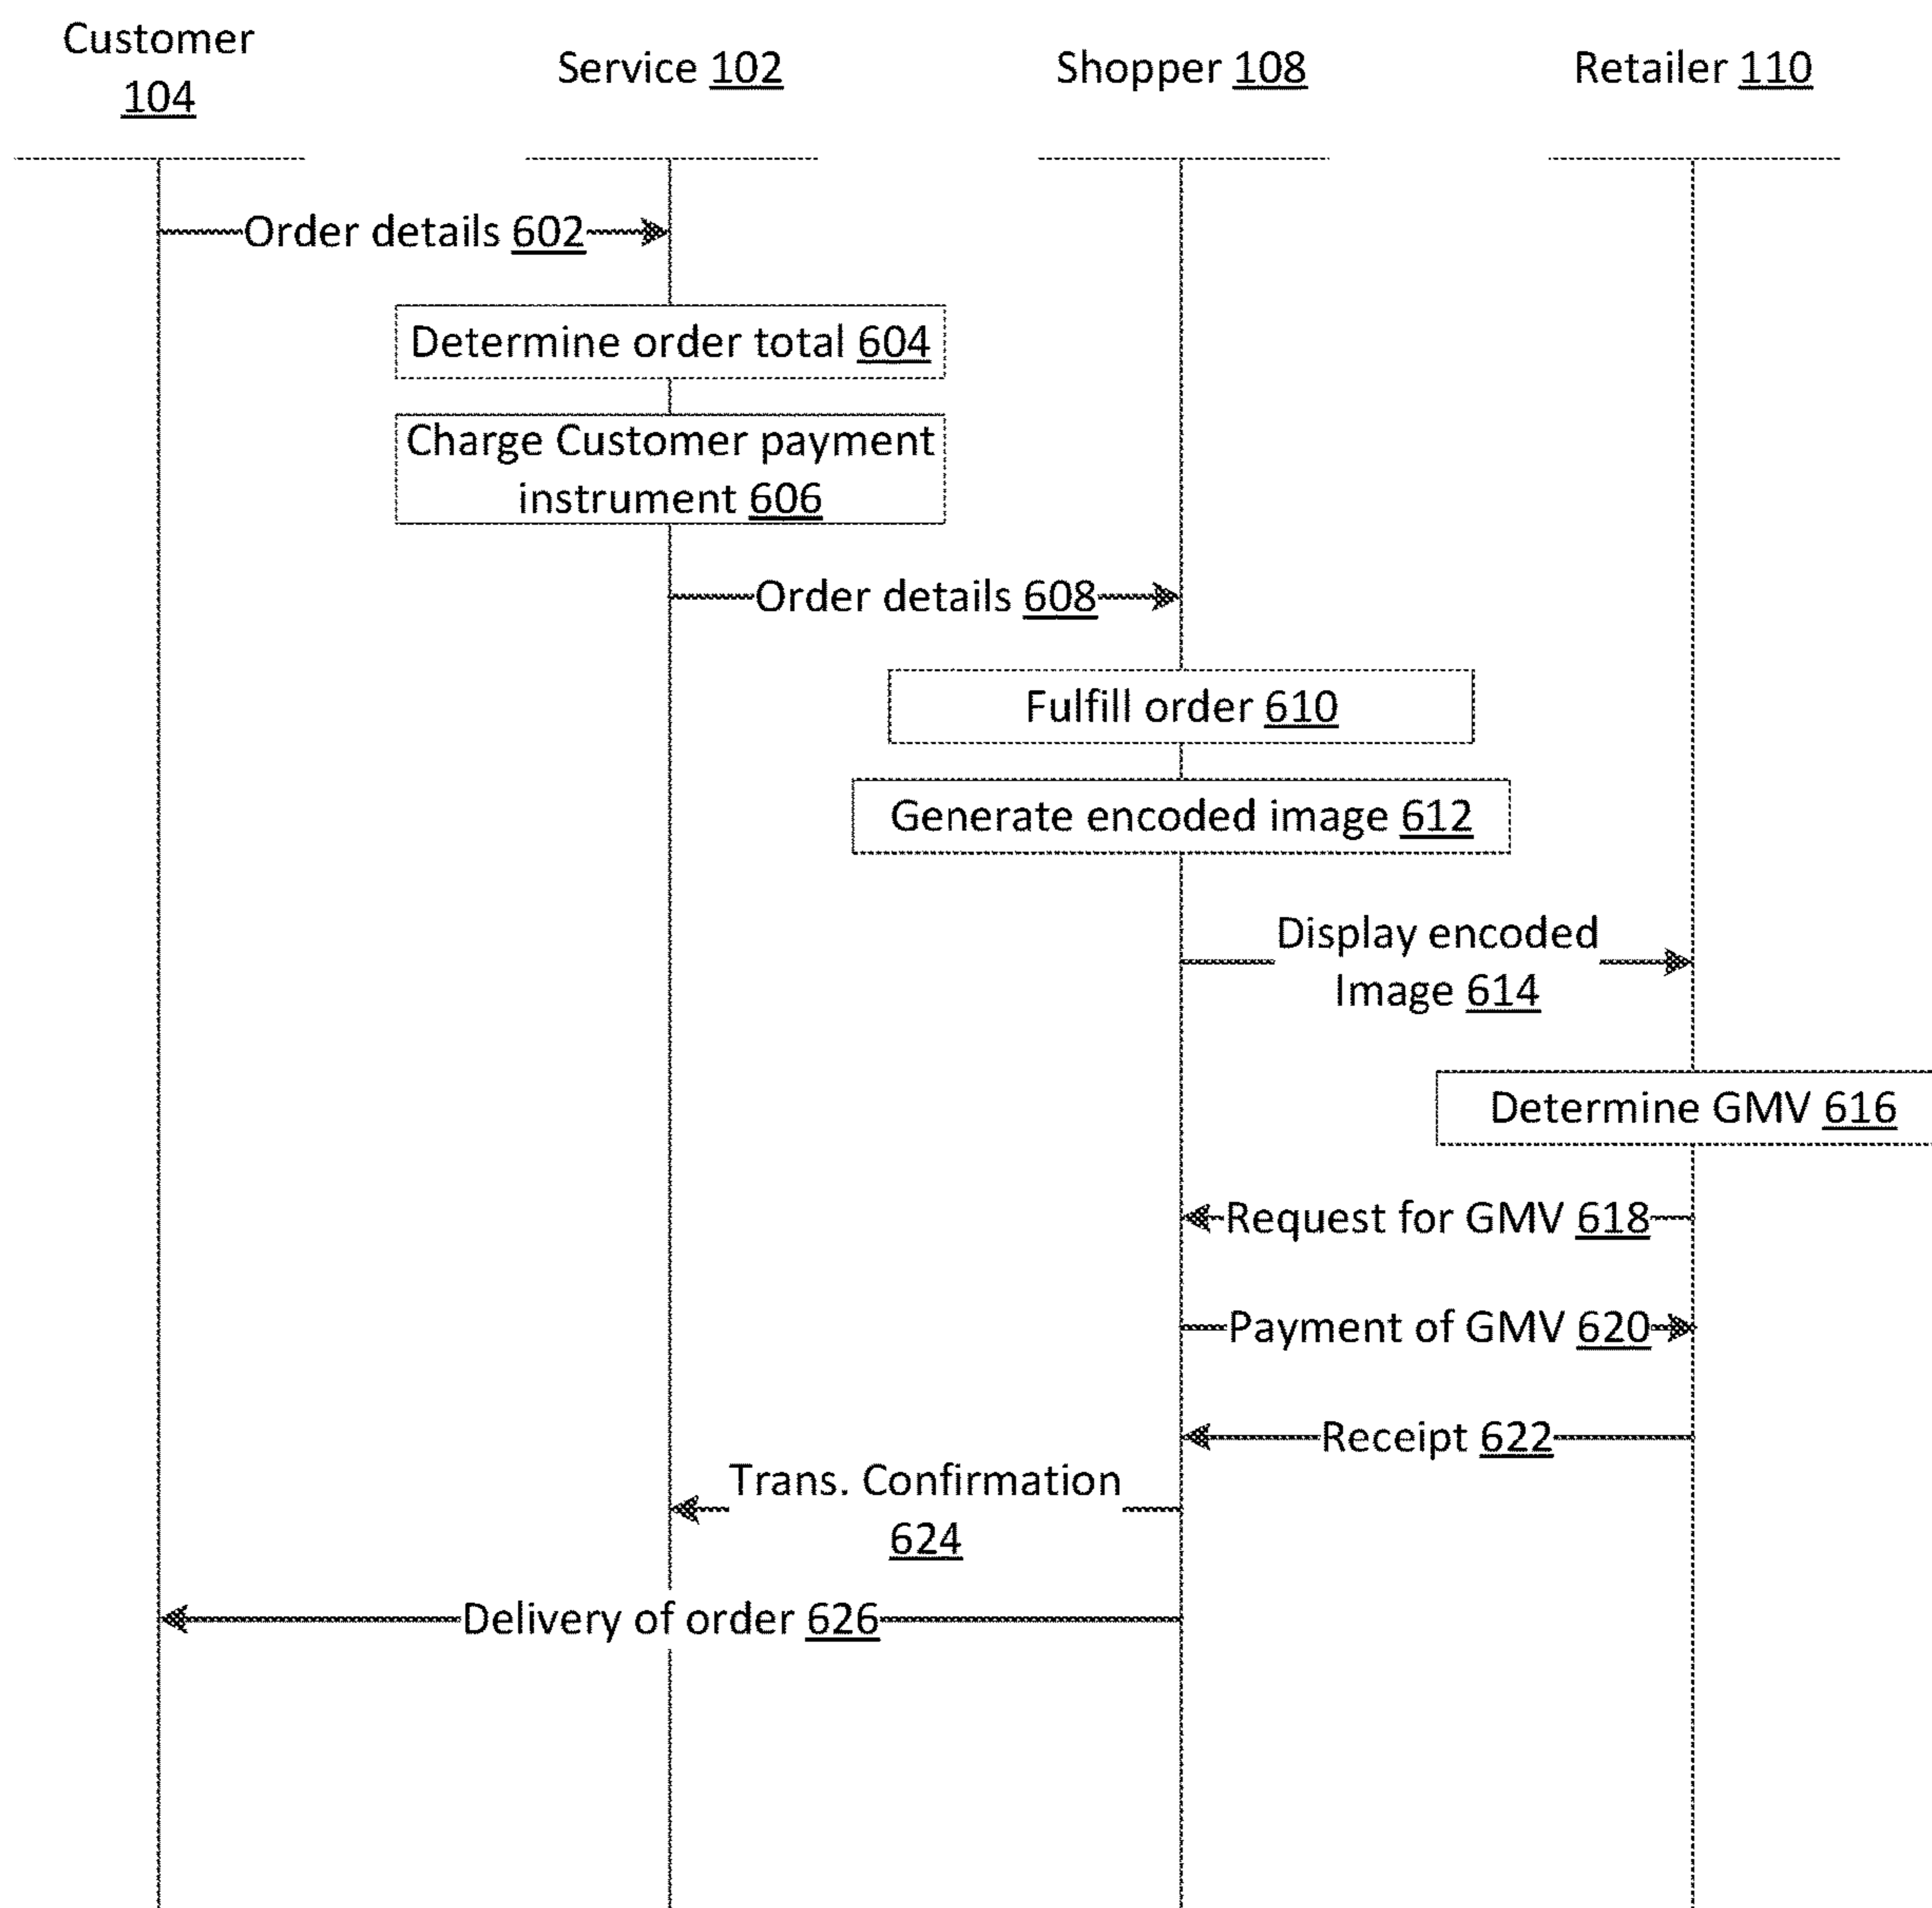 Customer
104
Service 102
Shopper 108
Retailer 110
Order details 602
Determine order total 604
Charge Customer payment
instrument 606
Order details 608
Fulfill order 610
Generate encoded image 612
Display encoded
Image 614
Determine GMV 616
Request for GMV 618
Payment of GMV 620
Receipt 622
Trans. Confirmation
624
Delivery of order 626